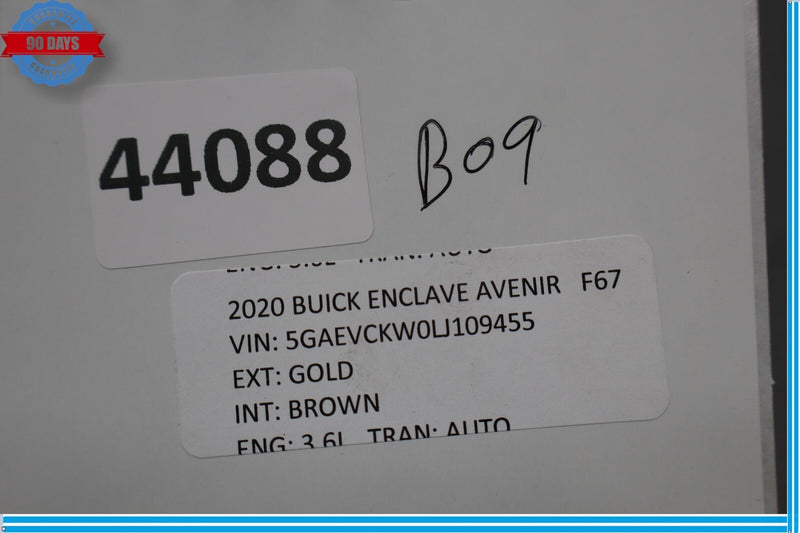 GUARANTEE
90 DAYS
44088
B09
2020 BUICK ENCLAVE AVENIR F67
VIN: 5GAEVCKW0LJ109455
EXT: GOLD
INT: BROWN
ENG: 3.6L TRAN: AUTO